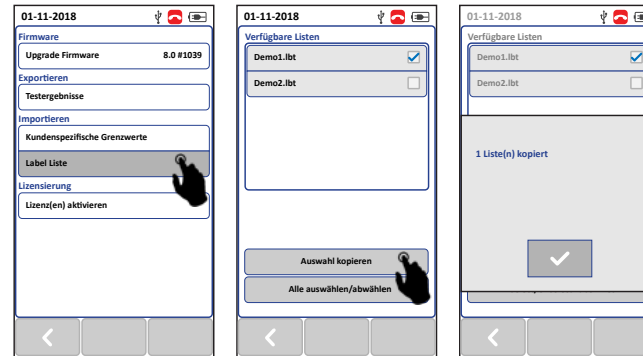 01-11-2018
Firmware
Upgrade Firmware 8.0 #1039
Exportieren
Testergebnisse
Importieren
Kundenspezifische Grenzwerte
Label Liste
Lizensierung
Lizenz(en) aktivieren
01-11-2018
Verfügbare Listen
Demo1.lbt
Demo2.lbt
Auswahl kopieren
Alle auswählen/abwählen
01-11-2018
Verfügbare Listen
Demo1.lbt
Demo2.lbt
1 Liste(n) kopiert